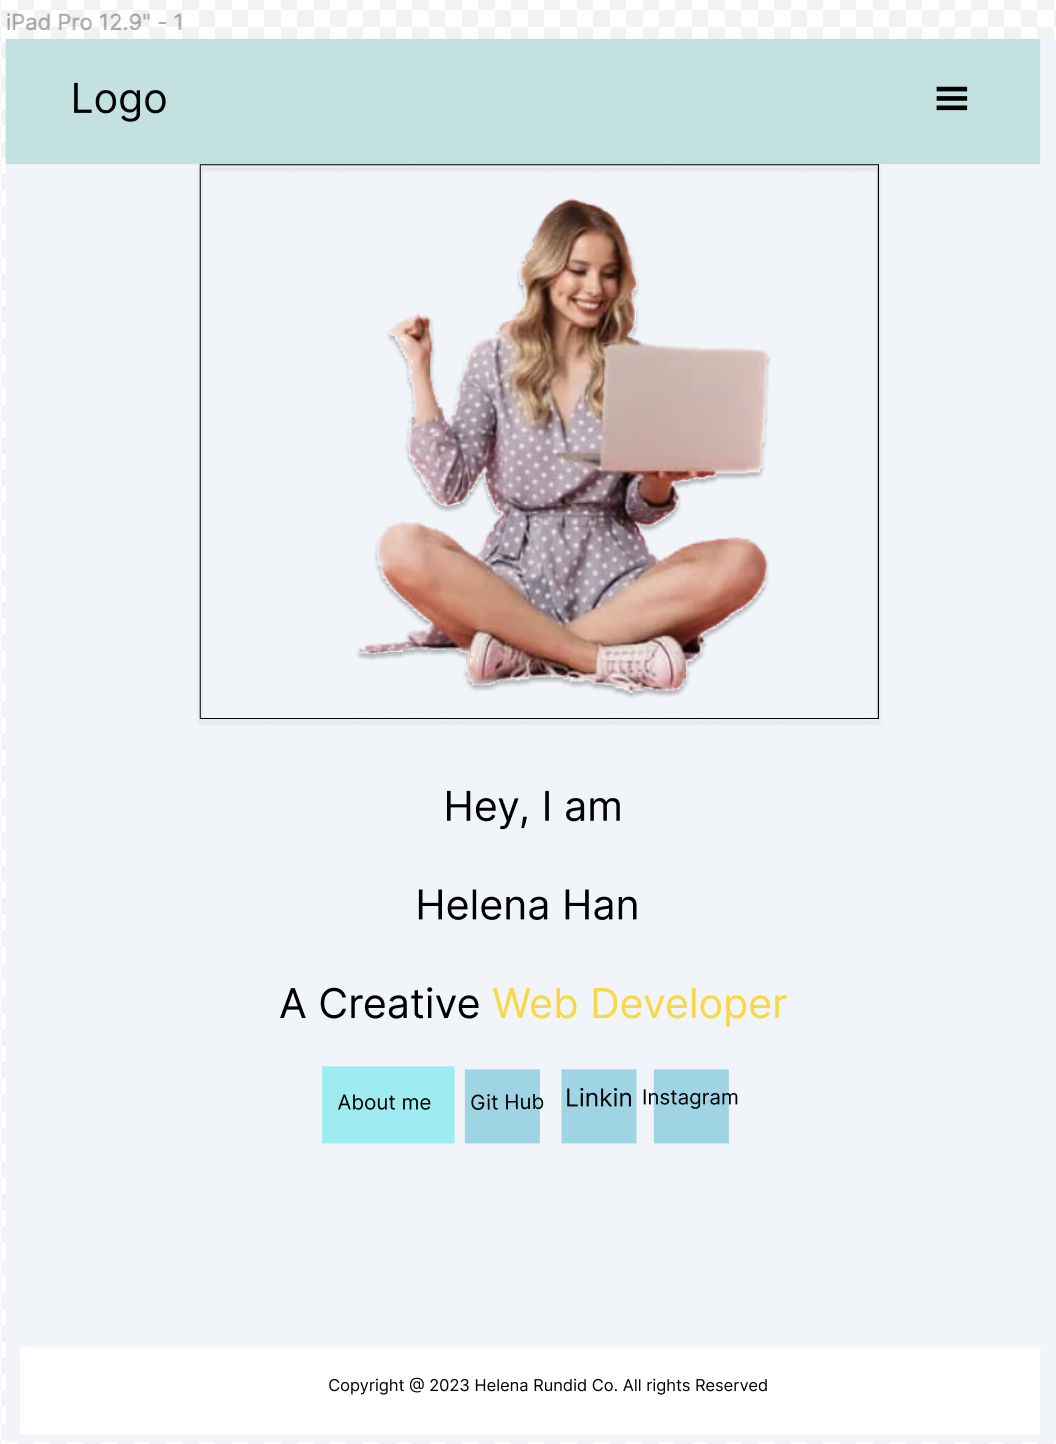 iPad Pro 12.9" - 1
Logo
Hey, I am
Helena Han
A Creative Web Developer
About me Git Hub Linkin Instagram
Copyright @ 2023 Helena Rundid Co. All rights Reserved